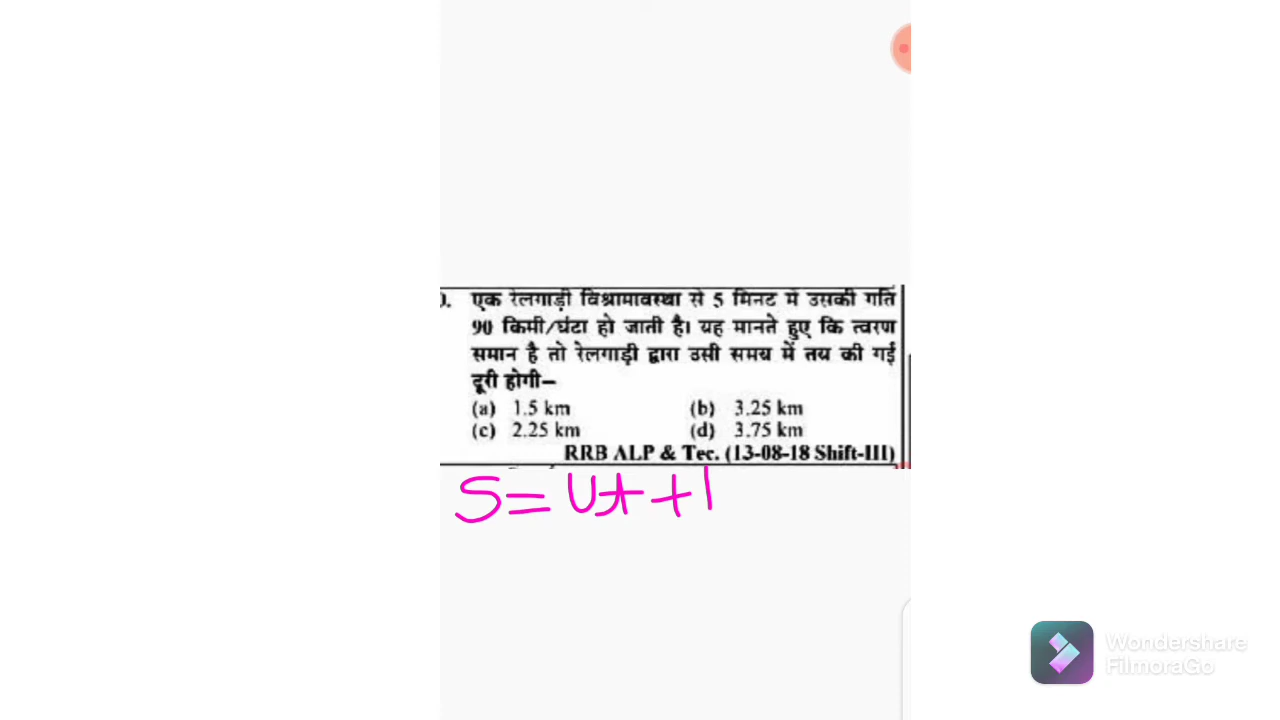 एक रेलगाड़ी विश्रामावस्था से 5 मिनट में उसकी गति
90 किमी/घंटा हो जाती है। यह मानते हुए कि त्वरण
समान है तो रेलगाड़ी द्वारा उसी समय में तय की गई
दूरी होगी–
(a) 1.5 km (b) 3.25 km
(c) 2.25 km (d) 3.75 km
RRB ALP & Tec. (13-08-18 Shift-III)
S = ut + 1
Wondershare
FilmoraGo